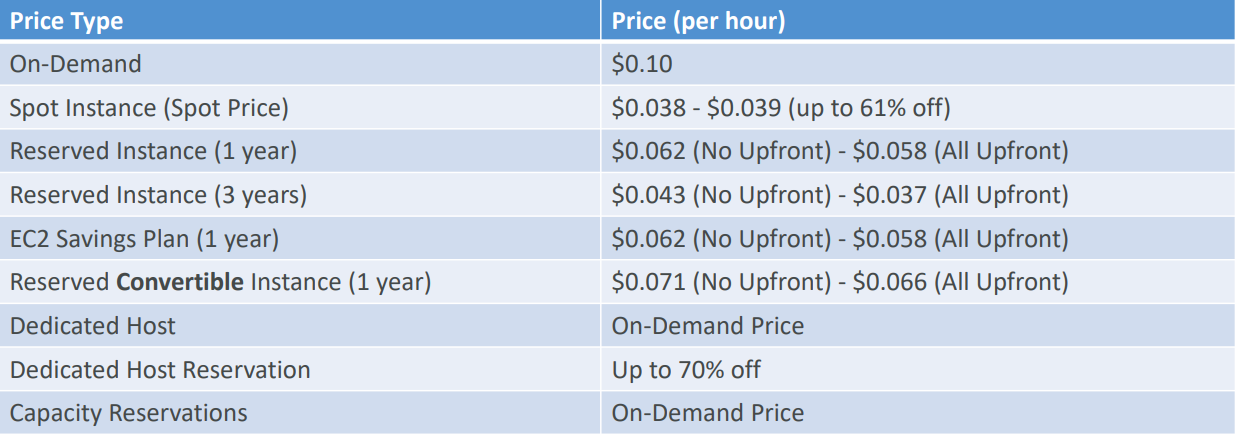 Price Type Price (per hour)
On-Demand $0.10
Spot Instance (Spot Price) $0.038 - $0.039 (up to 61% off)
Reserved Instance (1 year) $0.062 (No Upfront) - $0.058 (All Upfront)
Reserved Instance (3 years) $0.043 (No Upfront) - $0.037 (All Upfront)
EC2 Savings Plan (1 year) $0.062 (No Upfront) - $0.058 (All Upfront)
Reserved Convertible Instance (1 year) $0.071 (No Upfront) - $0.066 (All Upfront)
Dedicated Host On-Demand Price
Dedicated Host Reservation Up to 70% off
Capacity Reservations On-Demand Price